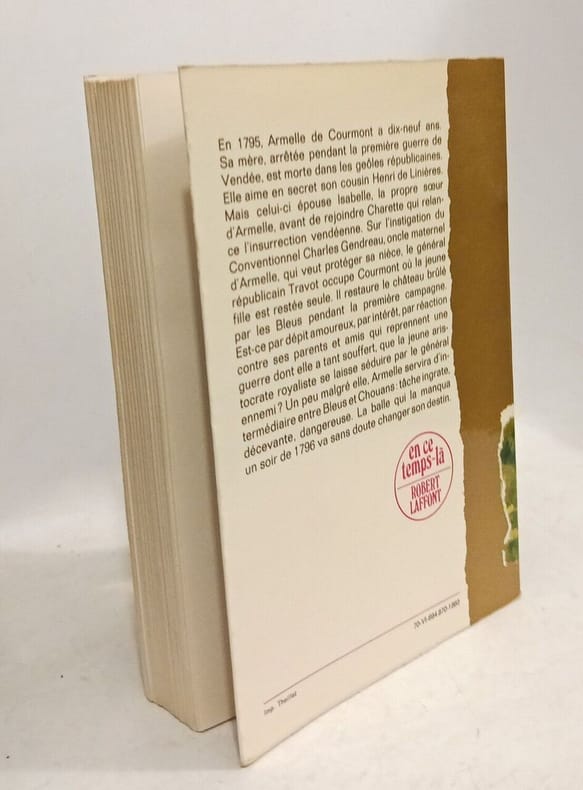 En 1795, Armelle de Courmont a dix-neuf ans.
Sa mère, arrêtée pendant la première guerre de
Vendée, est morte dans les geôles républicaines.
Elle aime en secret son cousin Henri de Linières.
Mais celui-ci épouse Isabelle, la propre sœur
d'Armelle, avant de rejoindre Charette qui relan-
ce l'insurrection vendéenne. Sur l'instigation du
Conventionnel Charles Gendreau, oncle maternel
d'Armelle, qui veut protéger sa nièce, le général
républicain Travot occupe Courmont où la jeune
fille est restée seule. Il restaure le château brûlé
par les Bleus pendant la première campagne.
Est-ce par dépit amoureux, par intérêt, par réaction
contre ses parents et amis qui reprennent une
guerre dont elle a tant souffert, que la jeune aris-
tocrate royaliste se laisse séduire par le général
ennemi ? Un peu malgré elle, Armelle servira d'in-
termédiaire entre Bleus et Chouans: tâche ingrate,
décevante, dangereuse. La balle qui la manqua
un soir de 1796 va sans doute changer son destin.
en ce
temps-là
ROBERT
LAFFONT
70-VI-694.870-1860
Imp. Theillet